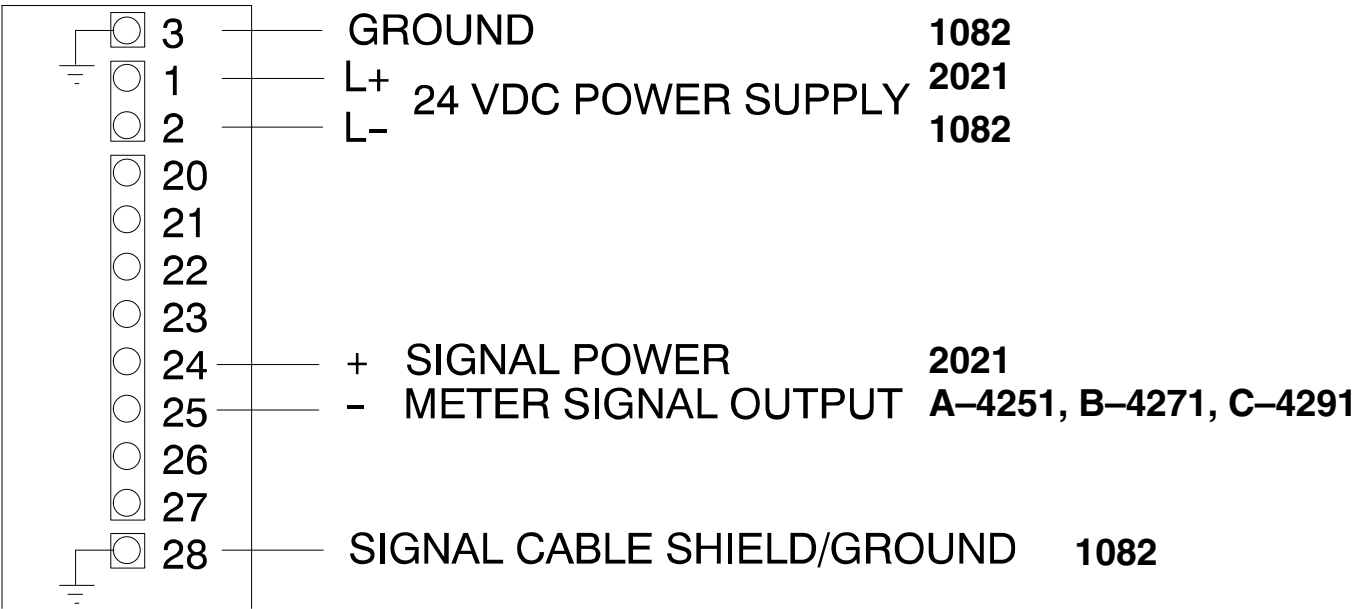 3 GROUND 1082
1 L+ 24 VDC POWER SUPPLY 2021
2 L– 1082
20
21
22
23
24 + SIGNAL POWER 2021
25 – METER SIGNAL OUTPUT A–4251, B–4271, C–4291
26
27
28 SIGNAL CABLE SHIELD/GROUND 1082